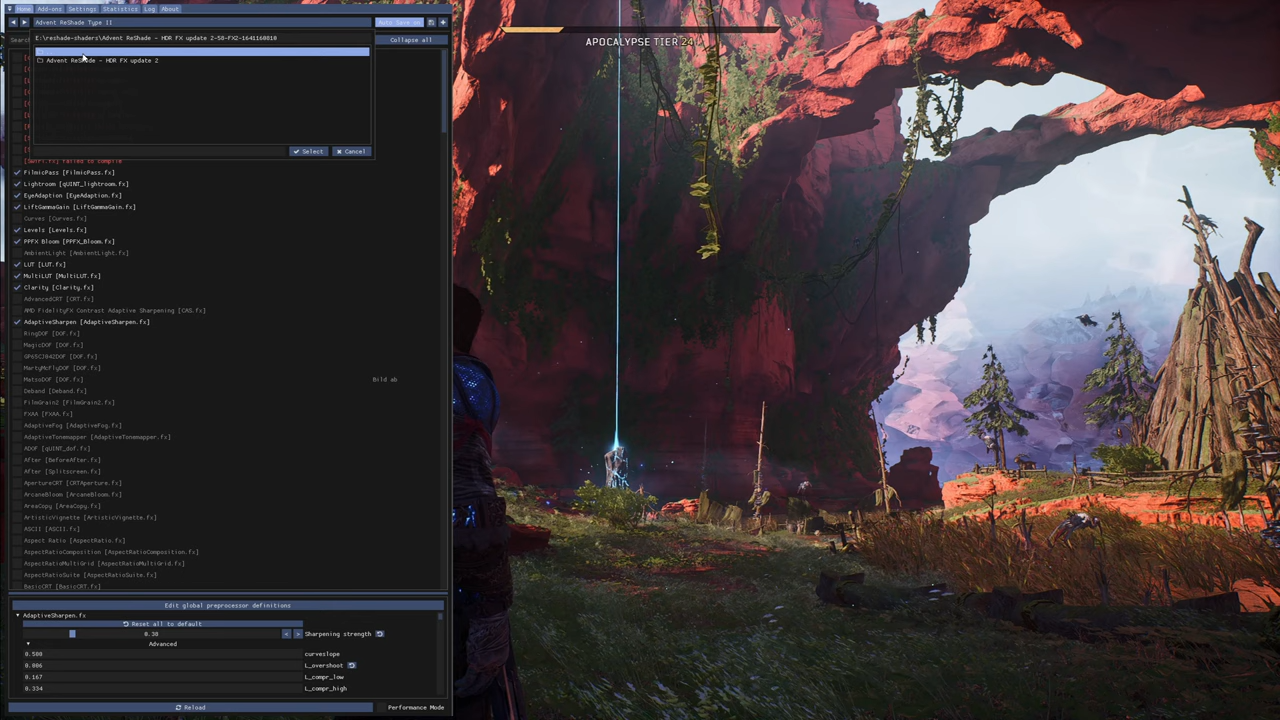 Home Add-ons Settings Statistics Log About
Advent ReShade Type II Auto Save on
E:\reshade-shaders\Advent ReShade - HDR FX update 2-58-FX2-1641160810
Collapse all
Advent ReShade - HDR FX update 2
Select Cancel
failed to compile
FilmicPass [FilmicPass.fx]
Lightroom [qUINT_lightroom.fx]
EyeAdaption [EyeAdaption.fx]
LiftGammaGain [LiftGammaGain.fx]
Curves [Curves.fx]
Levels [Levels.fx]
PPFX Bloom [PPFX_Bloom.fx]
AmbientLight [AmbientLight.fx]
LUT [LUT.fx]
MultiLUT [MultiLUT.fx]
Clarity [Clarity.fx]
AdvancedCRT [CRT.fx]
AMD FidelityFX Contrast Adaptive Sharpening [CAS.fx]
AdaptiveSharpen [AdaptiveSharpen.fx]
RingDOF [DOF.fx]
MagicDOF [DOF.fx]
GP65CJ042DOF [DOF.fx]
MartyMcFlyDOF [DOF.fx]
MatsoDOF [DOF.fx]
Deband [Deband.fx]
FilmGrain2 [FilmGrain2.fx]
FXAA [FXAA.fx]
AdaptiveFog [AdaptiveFog.fx]
AdaptiveTonemapper [AdaptiveTonemapper.fx]
ADOF [qUINT_dof.fx]
After [BeforeAfter.fx]
After [Splitscreen.fx]
ApertureCRT [CRTAperture.fx]
ArcaneBloom [ArcaneBloom.fx]
AreaCopy [AreaCopy.fx]
ArtisticVignette [ArtisticVignette.fx]
ASCII [ASCII.fx]
Aspect Ratio [AspectRatio.fx]
AspectRatioComposition [AspectRatioComposition.fx]
AspectRatioMultiGrid [AspectRatioMultiGrid.fx]
AspectRatioSuite [AspectRatioSuite.fx]
BasicCRT [BasicCRT.fx]
Bild ab
Edit global preprocessor definitions
AdaptiveSharpen.fx
Reset all to default
0.38 < > Sharpening strength
Advanced
0.500 curveslope
0.006 L_overshoot
0.167 L_compr_low
0.334 L_compr_high
Reload Performance Mode
APOCALYPSE TIER 24